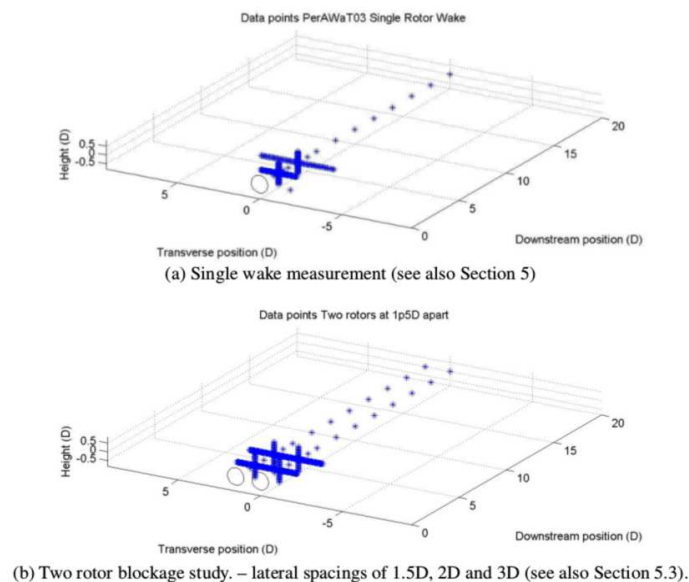 Data points PerAWaT03 Single Rotor Wake
Height (D)
0.5
0
-0.5
5
0
-5
0
5
10
15
20
Transverse position (D)
Downstream position (D)
(a) Single wake measurement (see also Section 5)
Data points Two rotors at 1p5D apart
Height (D)
0.5
0
-0.5
5
0
-5
0
5
10
15
20
Transverse position (D)
Downstream position (D)
(b) Two rotor blockage study. – lateral spacings of 1.5D, 2D and 3D (see also Section 5.3)